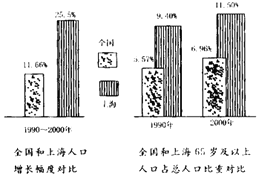 25.5%
11.66%
全国
上海
1990~2000年
全国和上海人口
增长幅度对比
11.50%
9.40%
6.96%
5.57%
1990年
2000年
全国和上海65岁及以上
人口占总人口比重对比